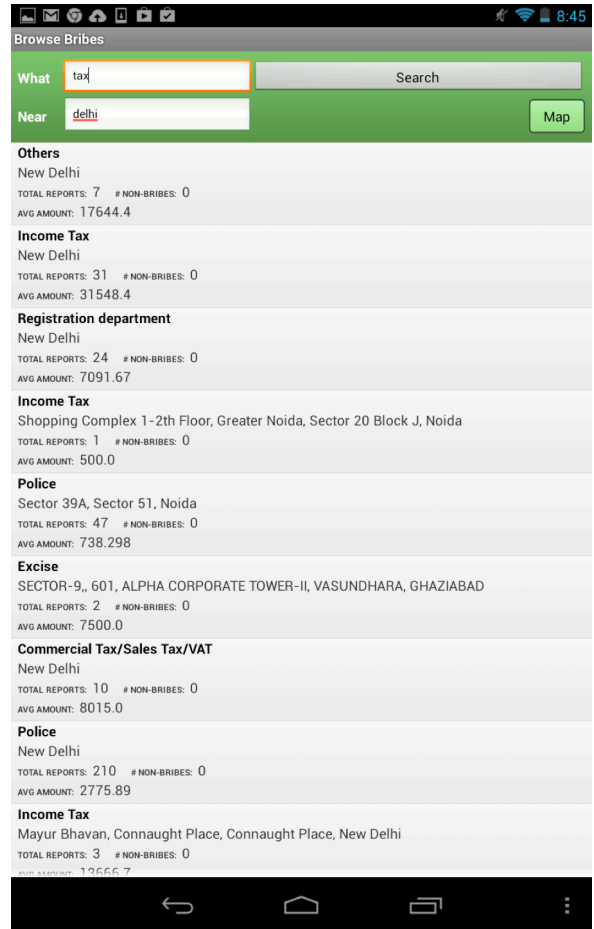 8:45
Browse Bribes
What tax Search
Near delhi Map
Others
New Delhi
TOTAL REPORTS: 7 # NON-BRIBES: 0
AVG AMOUNT: 17644.4
Income Tax
New Delhi
TOTAL REPORTS: 31 # NON-BRIBES: 0
AVG AMOUNT: 31548.4
Registration department
New Delhi
TOTAL REPORTS: 24 # NON-BRIBES: 0
AVG AMOUNT: 7091.67
Income Tax
Shopping Complex 1-2th Floor, Greater Noida, Sector 20 Block J, Noida
TOTAL REPORTS: 1 # NON-BRIBES: 0
AVG AMOUNT: 500.0
Police
Sector 39A, Sector 51, Noida
TOTAL REPORTS: 47 # NON-BRIBES: 0
AVG AMOUNT: 738.298
Excise
SECTOR-9,, 601, ALPHA CORPORATE TOWER-II, VASUNDHARA, GHAZIABAD
TOTAL REPORTS: 2 # NON-BRIBES: 0
AVG AMOUNT: 7500.0
Commercial Tax/Sales Tax/VAT
New Delhi
TOTAL REPORTS: 10 # NON-BRIBES: 0
AVG AMOUNT: 8015.0
Police
New Delhi
TOTAL REPORTS: 210 # NON-BRIBES: 0
AVG AMOUNT: 2775.89
Income Tax
Mayur Bhavan, Connaught Place, Connaught Place, New Delhi
TOTAL REPORTS: 3 # NON-BRIBES: 0
AVG AMOUNT: 13666.7